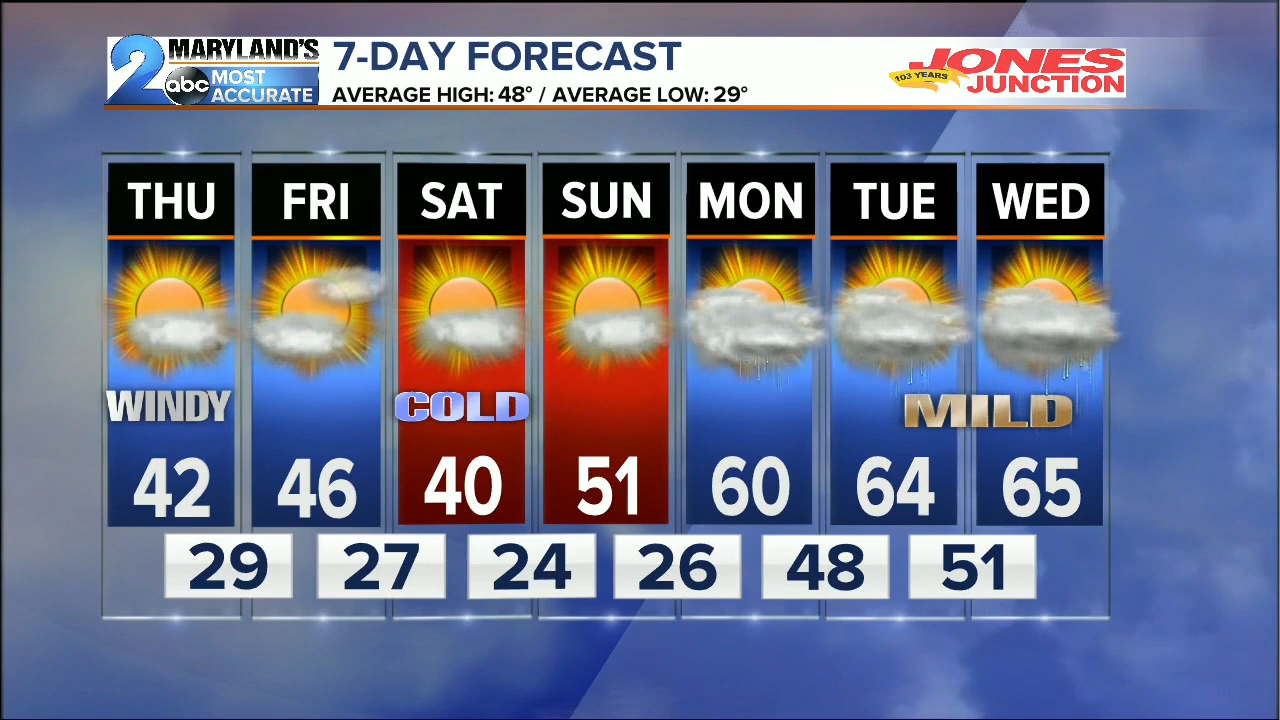 2 MARYLAND'S
abc MOST
ACCURATE
7-DAY FORECAST
AVERAGE HIGH: 48° / AVERAGE LOW: 29°
103 YEARS
JONES
JUNCTION
THU FRI SAT SUN MON TUE WED
WINDY COLD MILD
42 46 40 51 60 64 65
29 27 24 26 48 51